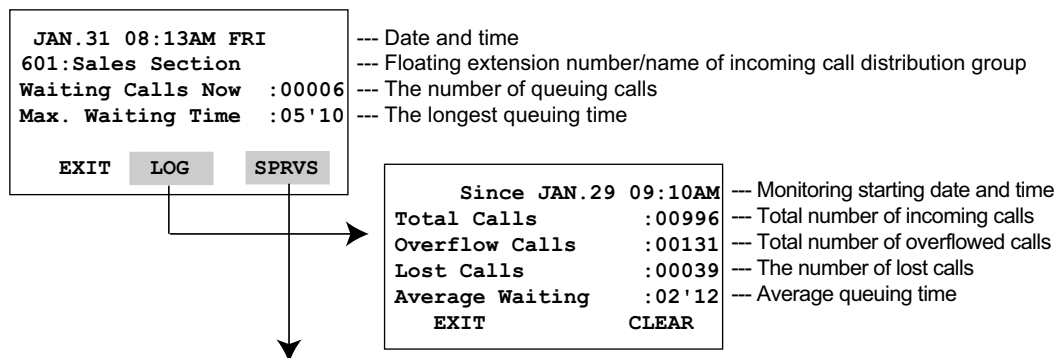 JAN.31 08:13AM FRI --- Date and time
601:Sales Section --- Floating extension number/name of incoming call distribution group
Waiting Calls Now :00006 --- The number of queuing calls
Max. Waiting Time :05'10 --- The longest queuing time
EXIT LOG SPRVS
Since JAN.29 09:10AM --- Monitoring starting date and time
Total Calls :00996 --- Total number of incoming calls
Overflow Calls :00131 --- Total number of overflowed calls
Lost Calls :00039 --- The number of lost calls
Average Waiting :02'12 --- Average queuing time
EXIT CLEAR